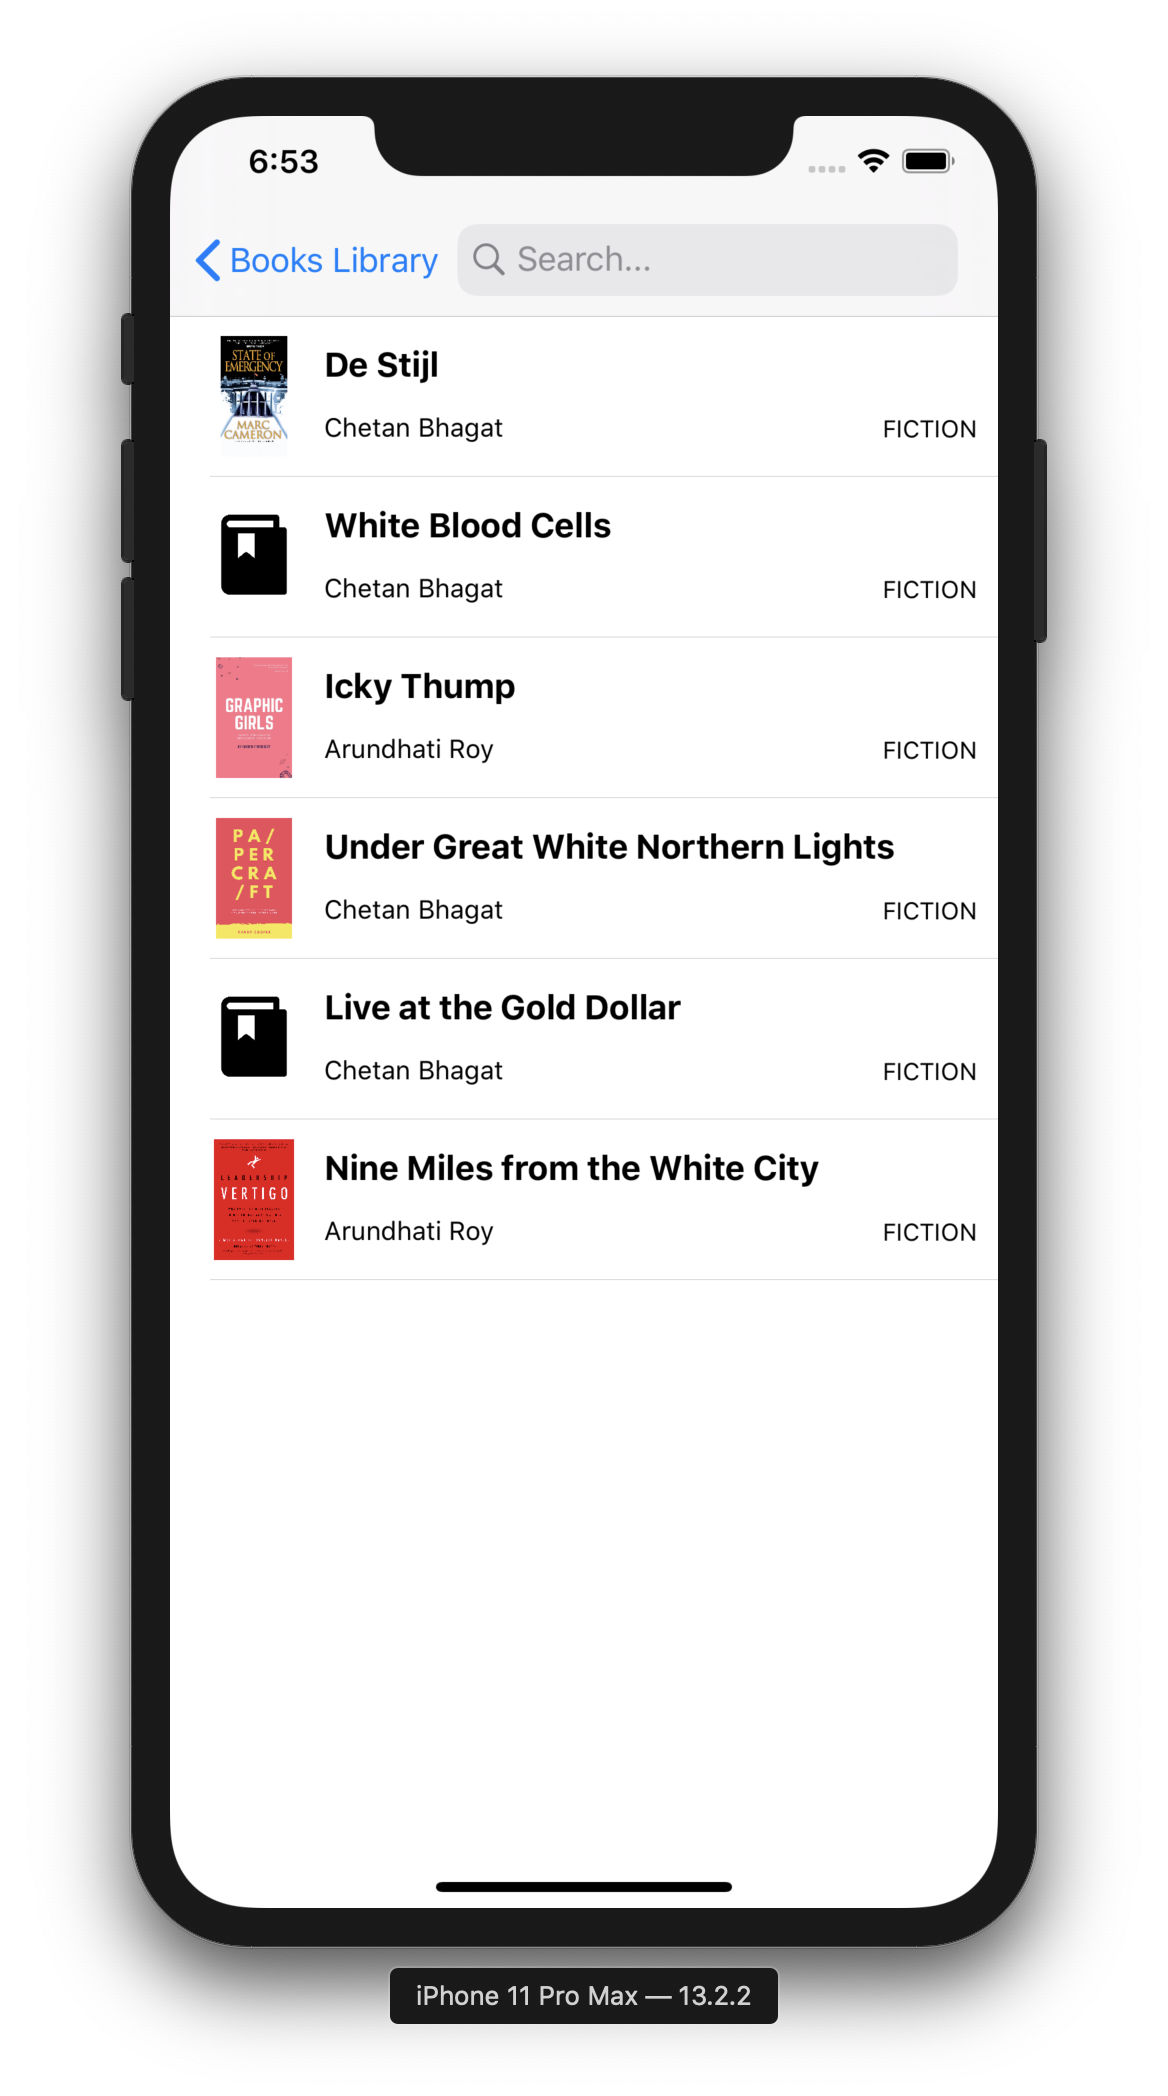 6:53
Books Library
Search...
STATE OF
EMERGENCY
MARC
CAMERON
De Stijl
Chetan Bhagat
FICTION
White Blood Cells
Chetan Bhagat
FICTION
GRAPHIC
GIRLS
Icky Thump
Arundhati Roy
FICTION
PA/
PER
CRA
/FT
Under Great White Northern Lights
Chetan Bhagat
FICTION
Live at the Gold Dollar
Chetan Bhagat
FICTION
LEADERSHIP
VERTIGO
Nine Miles from the White City
Arundhati Roy
FICTION
iPhone 11 Pro Max — 13.2.2